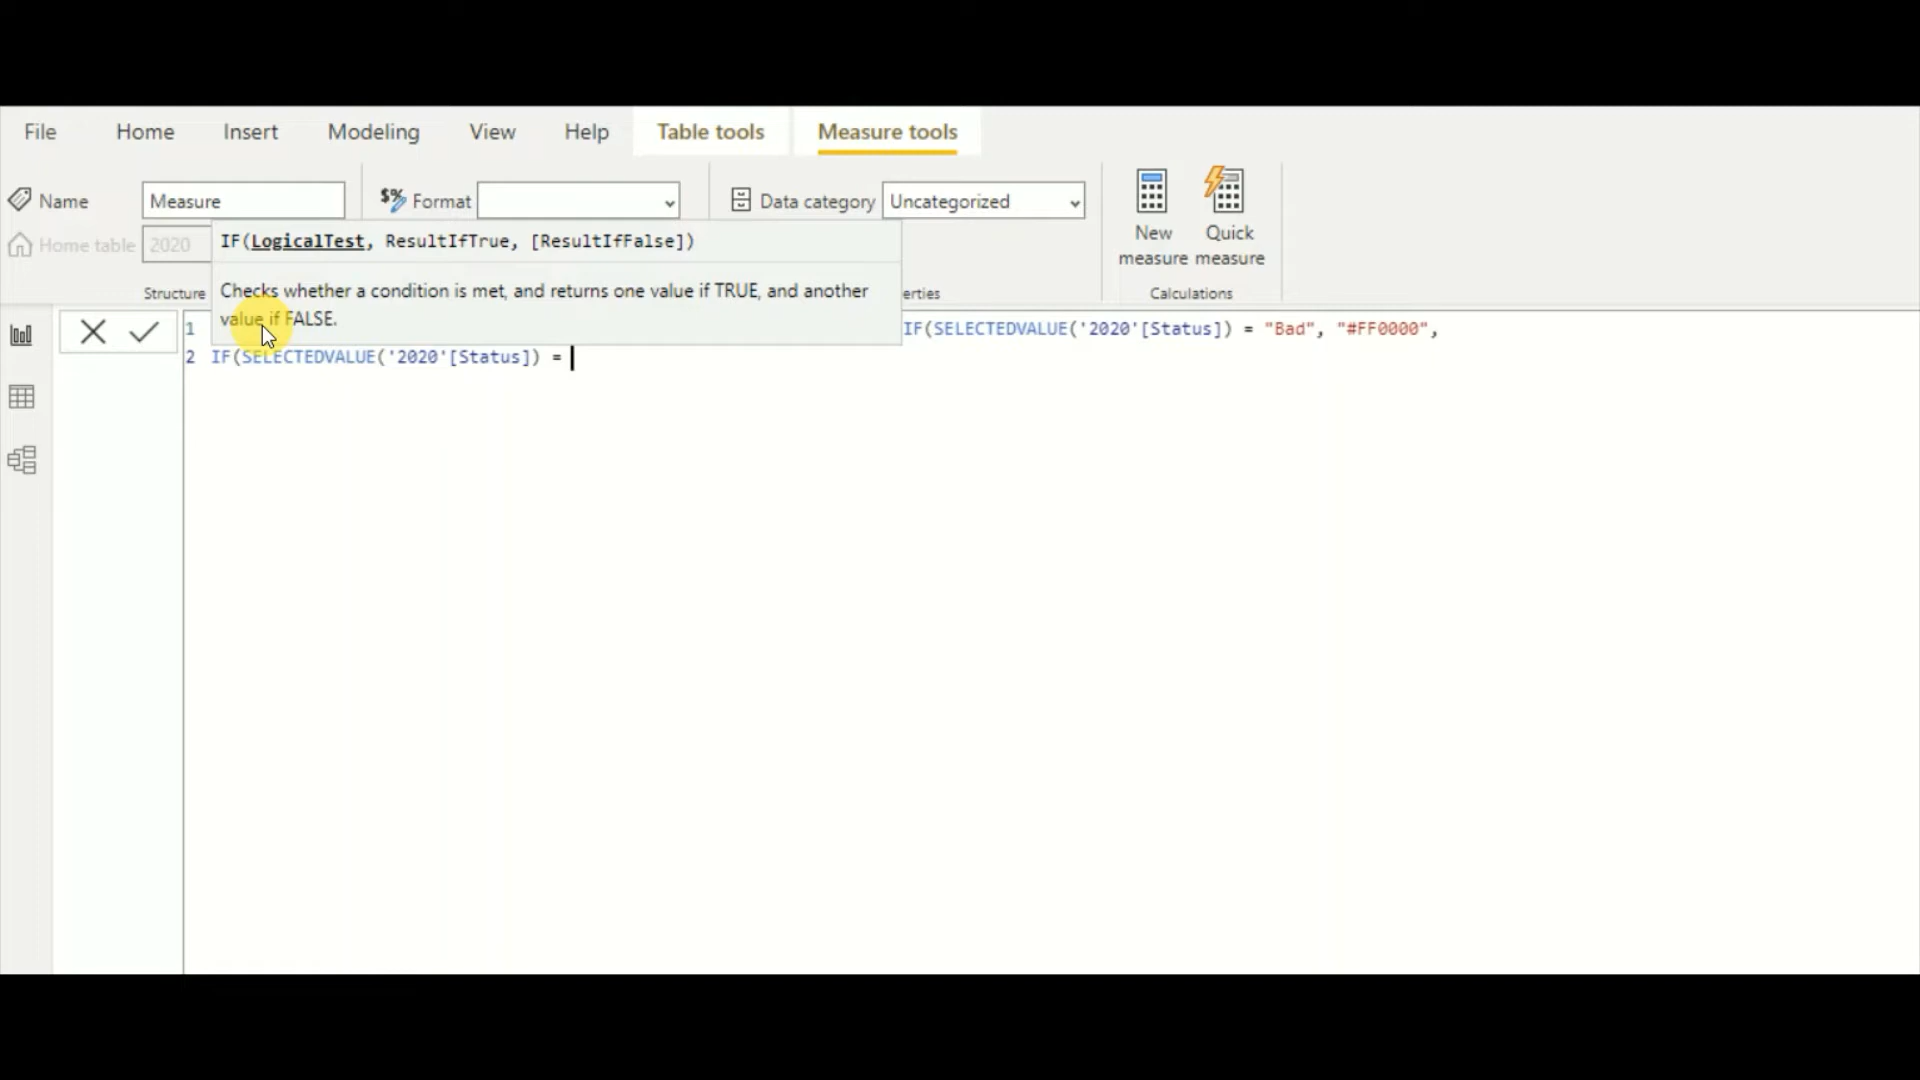 File Home Insert Modeling View Help Table tools Measure tools
Name Measure $% Format Data category Uncategorized
Home table 2020
IF(LogicalTest, ResultIfTrue, [ResultIfFalse])
Checks whether a condition is met, and returns one value if TRUE, and another
value if FALSE.
Structure
erties
New
measure
Quick
measure
Calculations
1 IF(SELECTEDVALUE('2020'[Status]) = "Bad", "#FF0000",
2 IF(SELECTEDVALUE('2020'[Status]) =